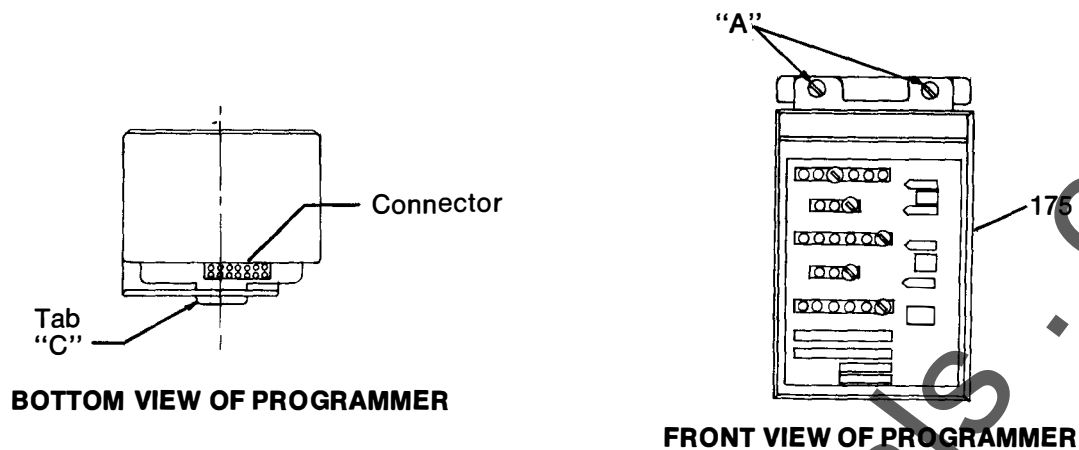 “A”
Connector
175
Tab
“C”
BOTTOM VIEW OF PROGRAMMER
FRONT VIEW OF PROGRAMMER